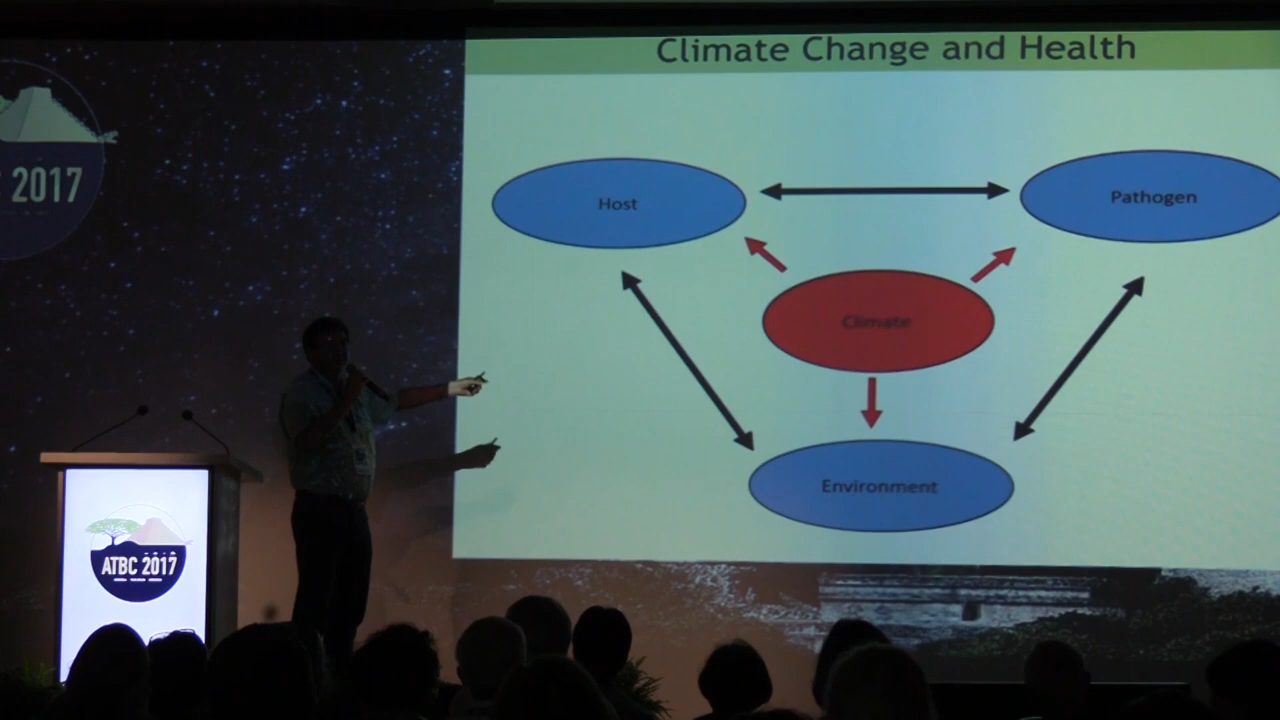 Climate Change and Health
2017
Host
Pathogen
Climate
Environment
ATBC 2017